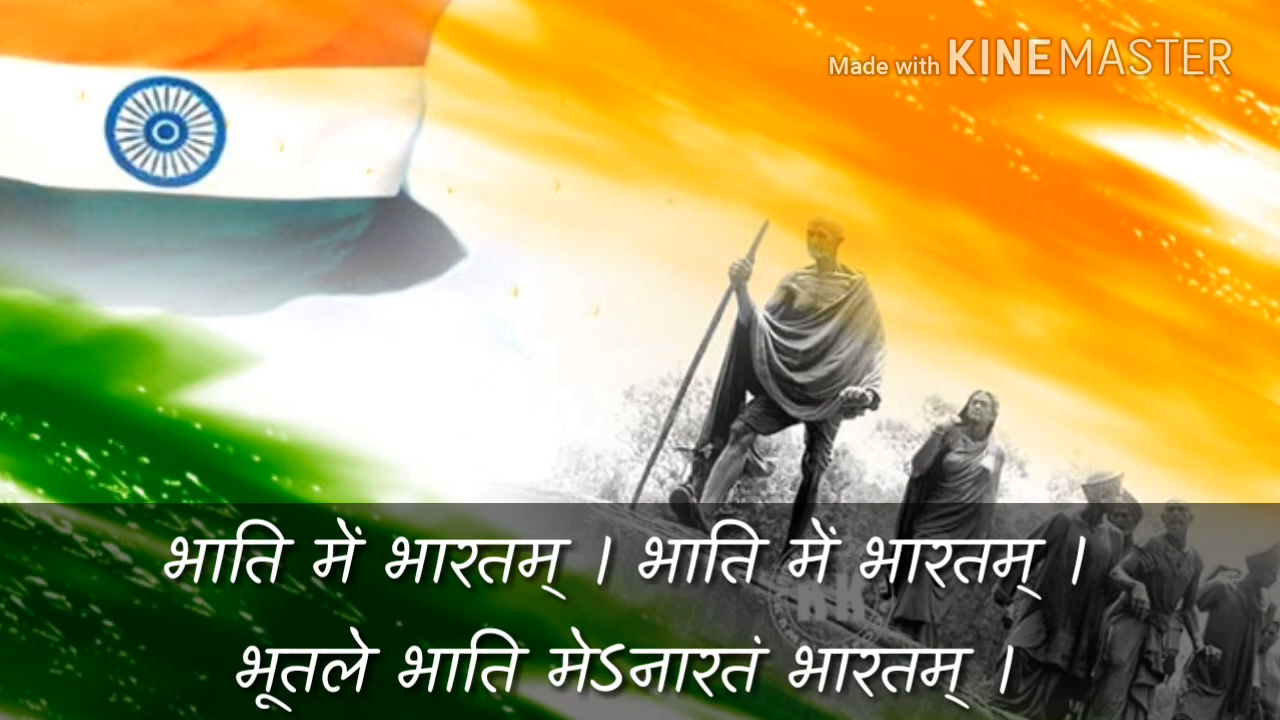 Made with KINEMASTER
भाति में भारतम् । भाति में भारतम् ।
भूतले भाति मेऽनारतं भारतम् ।